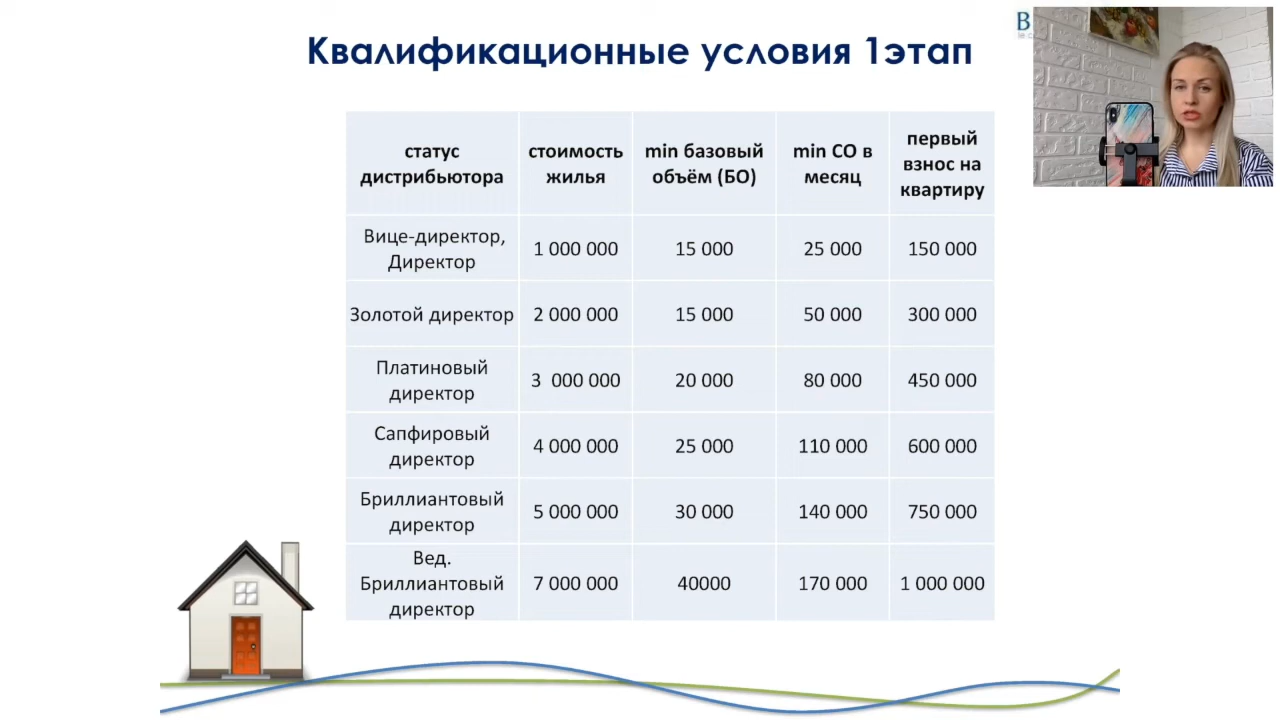 Квалификационные условия 1этап
B
le c
статус
дистрибьютора
стоимость
жилья
min базовый
объём (БО)
min СО в
месяц
первый
взнос на
квартиру
Вице-директор,
Директор
1 000 000
15 000
25 000
150 000
Золотой директор
2 000 000
15 000
50 000
300 000
Платиновый
директор
3 000 000
20 000
80 000
450 000
Сапфировый
директор
4 000 000
25 000
110 000
600 000
Бриллиантовый
директор
5 000 000
30 000
140 000
750 000
Вед.
Бриллиантовый
директор
7 000 000
40000
170 000
1 000 000